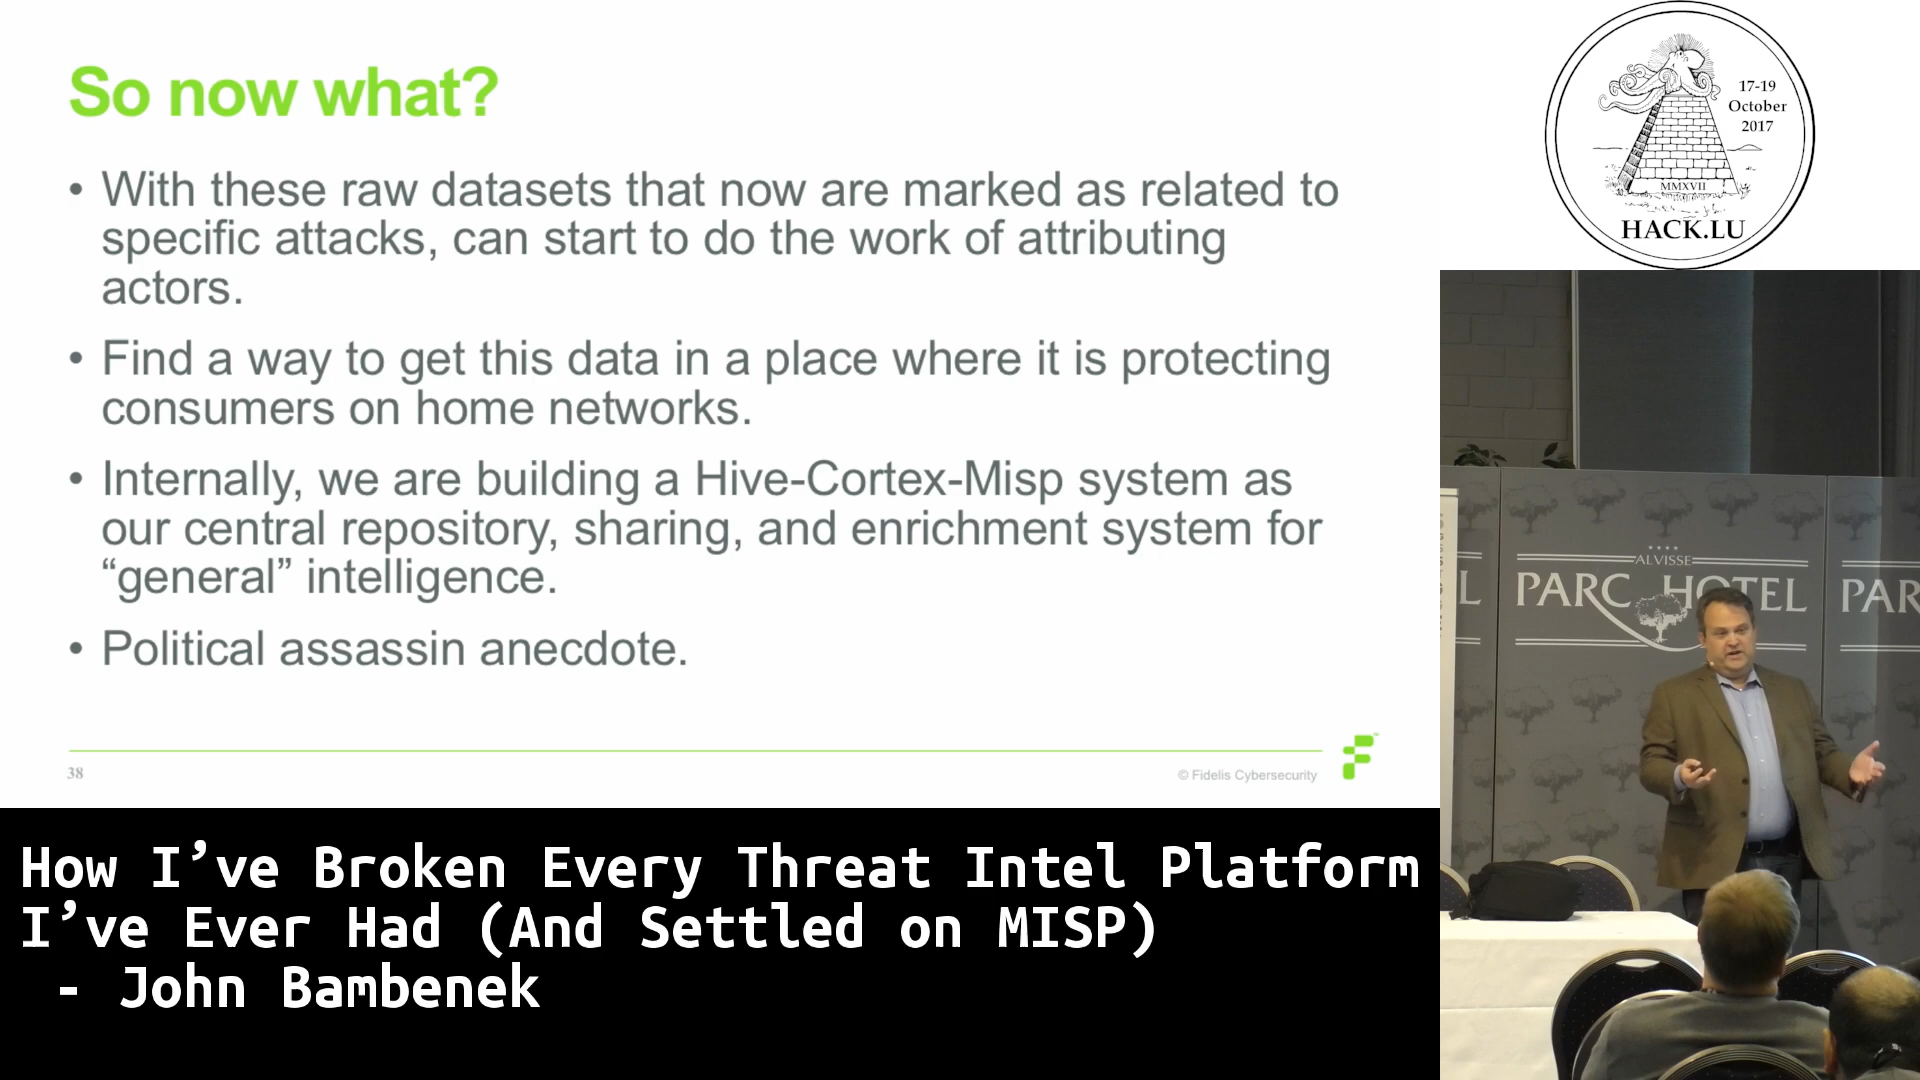 So now what?
• With these raw datasets that now are marked as related to
specific attacks, can start to do the work of attributing
actors.
• Find a way to get this data in a place where it is protecting
consumers on home networks.
• Internally, we are building a Hive-Cortex-Misp system as
our central repository, sharing, and enrichment system for
“general” intelligence.
• Political assassin anecdote.
38
© Fidelis Cybersecurity
17-19
October
2017
MMXVII
HACK.LU
ALVISSE
L PARC HOTEL PAR
How I’ve Broken Every Threat Intel Platform
I’ve Ever Had (And Settled on MISP)
- John Bambenek